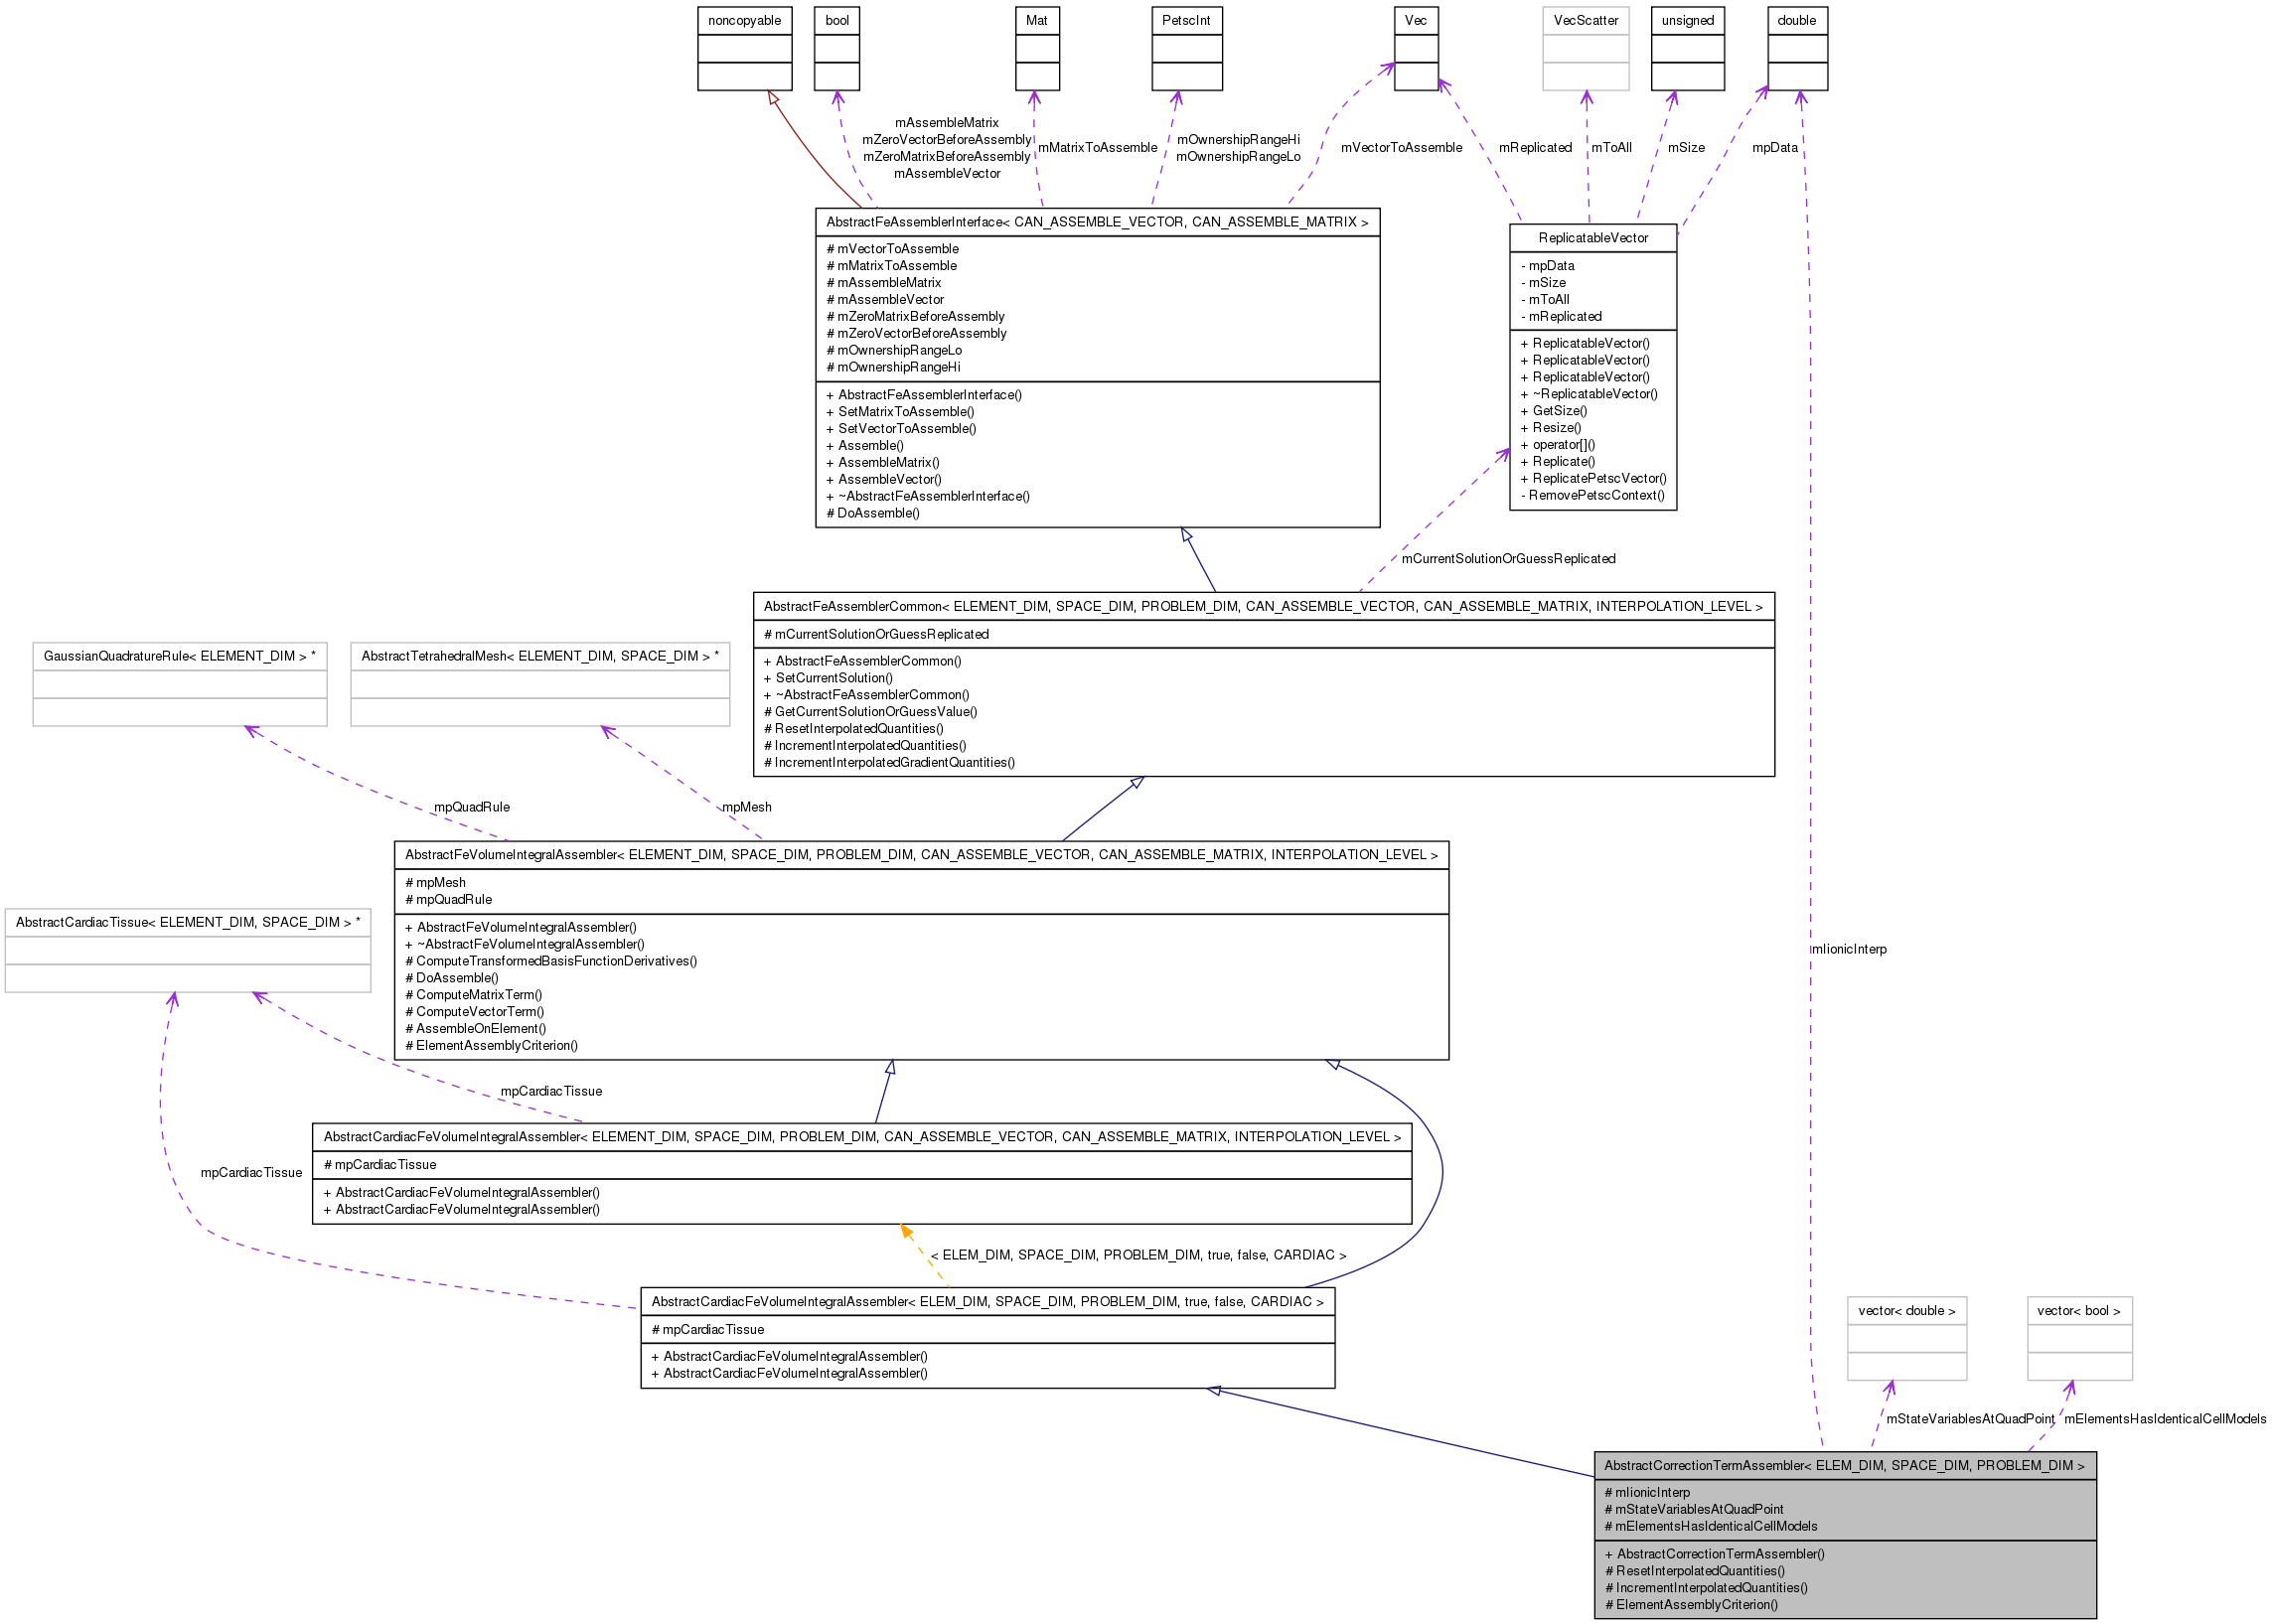 noncopyable
bool
Mat
PetscInt
Vec
VecScatter
unsigned
double
mAssembleMatrix
mZeroVectorBeforeAssembly
mZeroMatrixBeforeAssembly
mAssembleVector
mMatrixToAssemble
mOwnershipRangeHi
mOwnershipRangeLo
mVectorToAssemble
mReplicated
mToAll
mSize
mpData
AbstractFeAssemblerInterface< CAN_ASSEMBLE_VECTOR, CAN_ASSEMBLE_MATRIX >
# mVectorToAssemble
# mMatrixToAssemble
# mAssembleMatrix
# mAssembleVector
# mZeroMatrixBeforeAssembly
# mZeroVectorBeforeAssembly
# mOwnershipRangeLo
# mOwnershipRangeHi
+ AbstractFeAssemblerInterface()
+ SetMatrixToAssemble()
+ SetVectorToAssemble()
+ Assemble()
+ AssembleMatrix()
+ AssembleVector()
+ ~AbstractFeAssemblerInterface()
# DoAssemble()
ReplicatableVector
- mpData
- mSize
- mToAll
- mReplicated
+ ReplicatableVector()
+ ReplicatableVector()
+ ReplicatableVector()
+ ~ReplicatableVector()
+ GetSize()
+ Resize()
+ operator[]()
+ Replicate()
+ ReplicatePetscVector()
- RemovePetscContext()
mCurrentSolutionOrGuessReplicated
AbstractFeAssemblerCommon< ELEMENT_DIM, SPACE_DIM, PROBLEM_DIM, CAN_ASSEMBLE_VECTOR, CAN_ASSEMBLE_MATRIX, INTERPOLATION_LEVEL >
# mCurrentSolutionOrGuessReplicated
+ AbstractFeAssemblerCommon()
+ SetCurrentSolution()
+ ~AbstractFeAssemblerCommon()
# GetCurrentSolutionOrGuessValue()
# ResetInterpolatedQuantities()
# IncrementInterpolatedQuantities()
# IncrementInterpolatedGradientQuantities()
GaussianQuadratureRule< ELEMENT_DIM > *
AbstractTetrahedralMesh< ELEMENT_DIM, SPACE_DIM > *
mpQuadRule
mpMesh
AbstractFeVolumeIntegralAssembler< ELEMENT_DIM, SPACE_DIM, PROBLEM_DIM, CAN_ASSEMBLE_VECTOR, CAN_ASSEMBLE_MATRIX, INTERPOLATION_LEVEL >
# mpMesh
# mpQuadRule
+ AbstractFeVolumeIntegralAssembler()
+ ~AbstractFeVolumeIntegralAssembler()
# ComputeTransformedBasisFunctionDerivatives()
# DoAssemble()
# ComputeMatrixTerm()
# ComputeVectorTerm()
# AssembleOnElement()
# ElementAssemblyCriterion()
AbstractCardiacTissue< ELEMENT_DIM, SPACE_DIM > *
mIionicInterp
mpCardiacTissue
AbstractCardiacFeVolumeIntegralAssembler< ELEMENT_DIM, SPACE_DIM, PROBLEM_DIM, CAN_ASSEMBLE_VECTOR, CAN_ASSEMBLE_MATRIX, INTERPOLATION_LEVEL >
# mpCardiacTissue
+ AbstractCardiacFeVolumeIntegralAssembler()
+ AbstractCardiacFeVolumeIntegralAssembler()
mpCardiacTissue
< ELEM_DIM, SPACE_DIM, PROBLEM_DIM, true, false, CARDIAC >
AbstractCardiacFeVolumeIntegralAssembler< ELEM_DIM, SPACE_DIM, PROBLEM_DIM, true, false, CARDIAC >
# mpCardiacTissue
+ AbstractCardiacFeVolumeIntegralAssembler()
+ AbstractCardiacFeVolumeIntegralAssembler()
vector< double >
vector< bool >
mStateVariablesAtQuadPoint
mElementsHasIdenticalCellModels
AbstractCorrectionTermAssembler< ELEM_DIM, SPACE_DIM, PROBLEM_DIM >
# mIionicInterp
# mStateVariablesAtQuadPoint
# mElementsHasIdenticalCellModels
+ AbstractCorrectionTermAssembler()
# ResetInterpolatedQuantities()
# IncrementInterpolatedQuantities()
# ElementAssemblyCriterion()